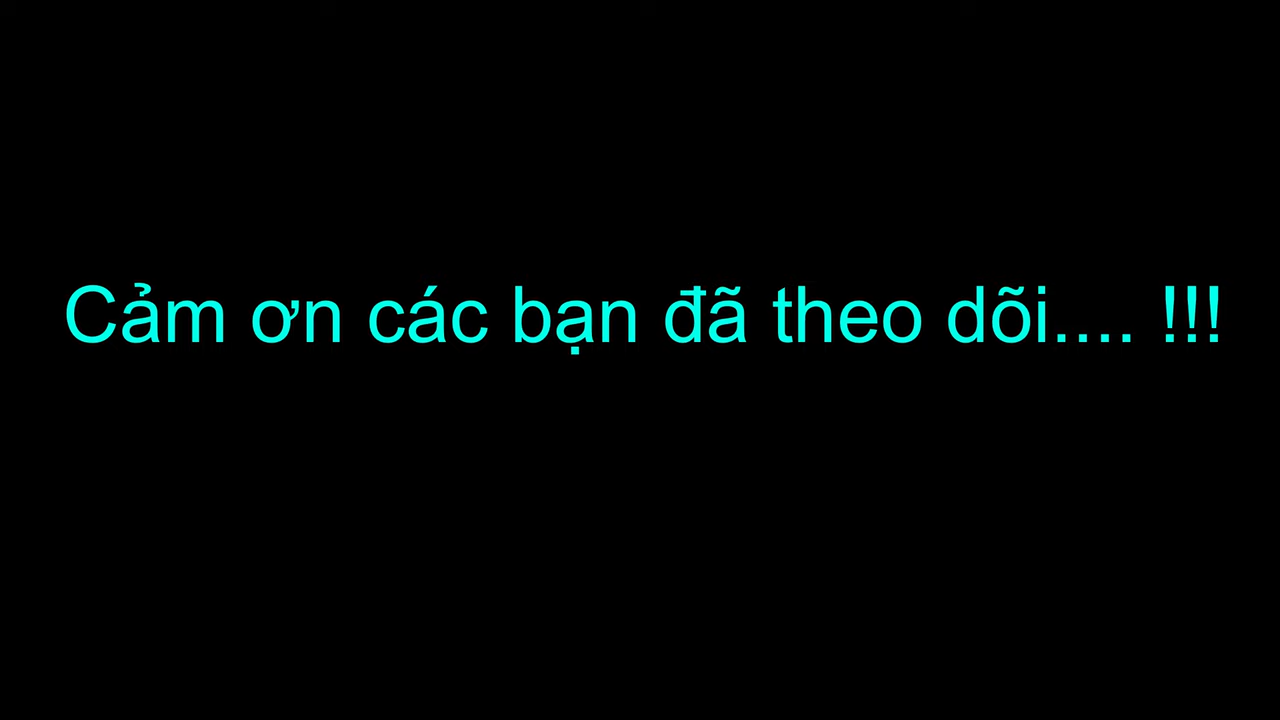 Cảm ơn các bạn đã theo dõi.... !!!